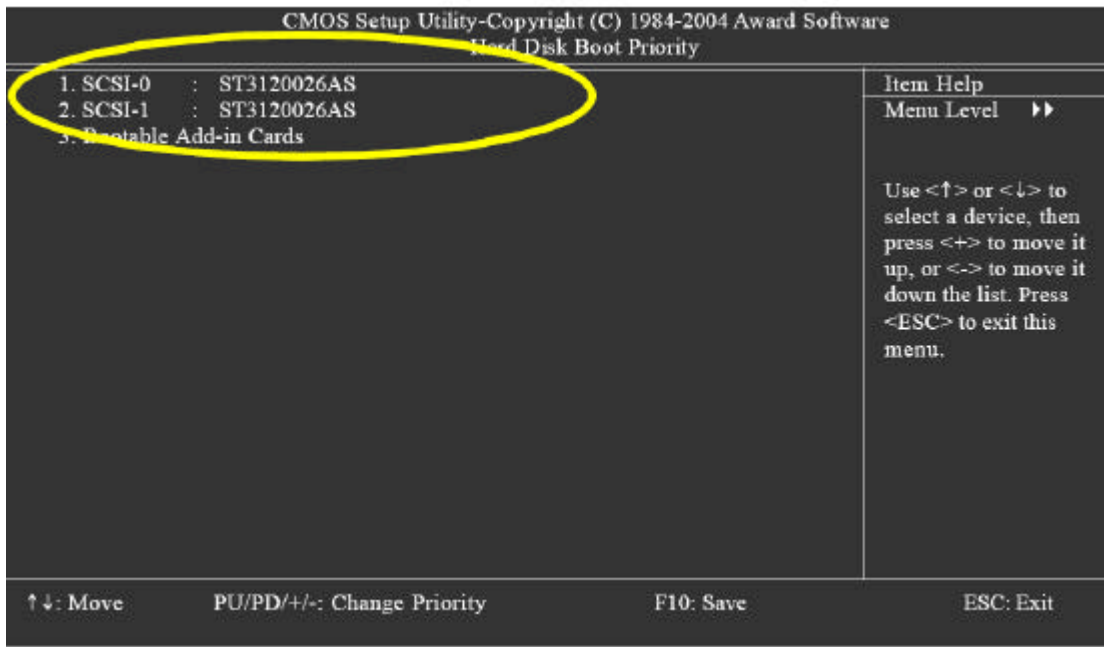 CMOS Setup Utility-Copyright (C) 1984-2004 Award Software
Hard Disk Boot Priority
1. SCSI-0 : ST3120026AS
2. SCSI-1 : ST3120026AS
3. Bootable Add-in Cards
Item Help
Menu Level ▸▸
Use <↑> or <↓> to
select a device, then
press <+> to move it
up, or <-> to move it
down the list. Press
<ESC> to exit this
menu.
↑↓: Move PU/PD/+/-: Change Priority F10: Save ESC: Exit